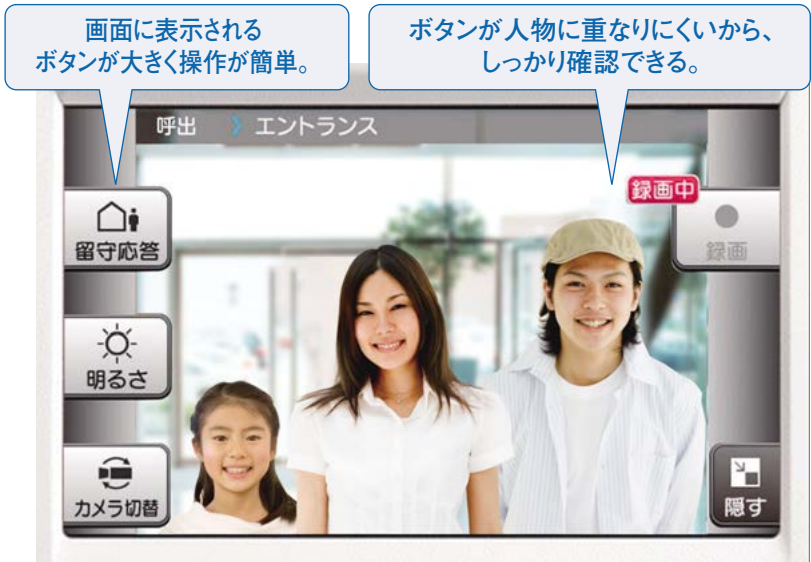 画面に表示される
ボタンが大きく操作が簡単。
ボタンが人物に重なりにくいから、
しっかり確認できる。
呼出 》 エントランス
録画中
留守応答
録画
明るさ
カメラ切替
隠す